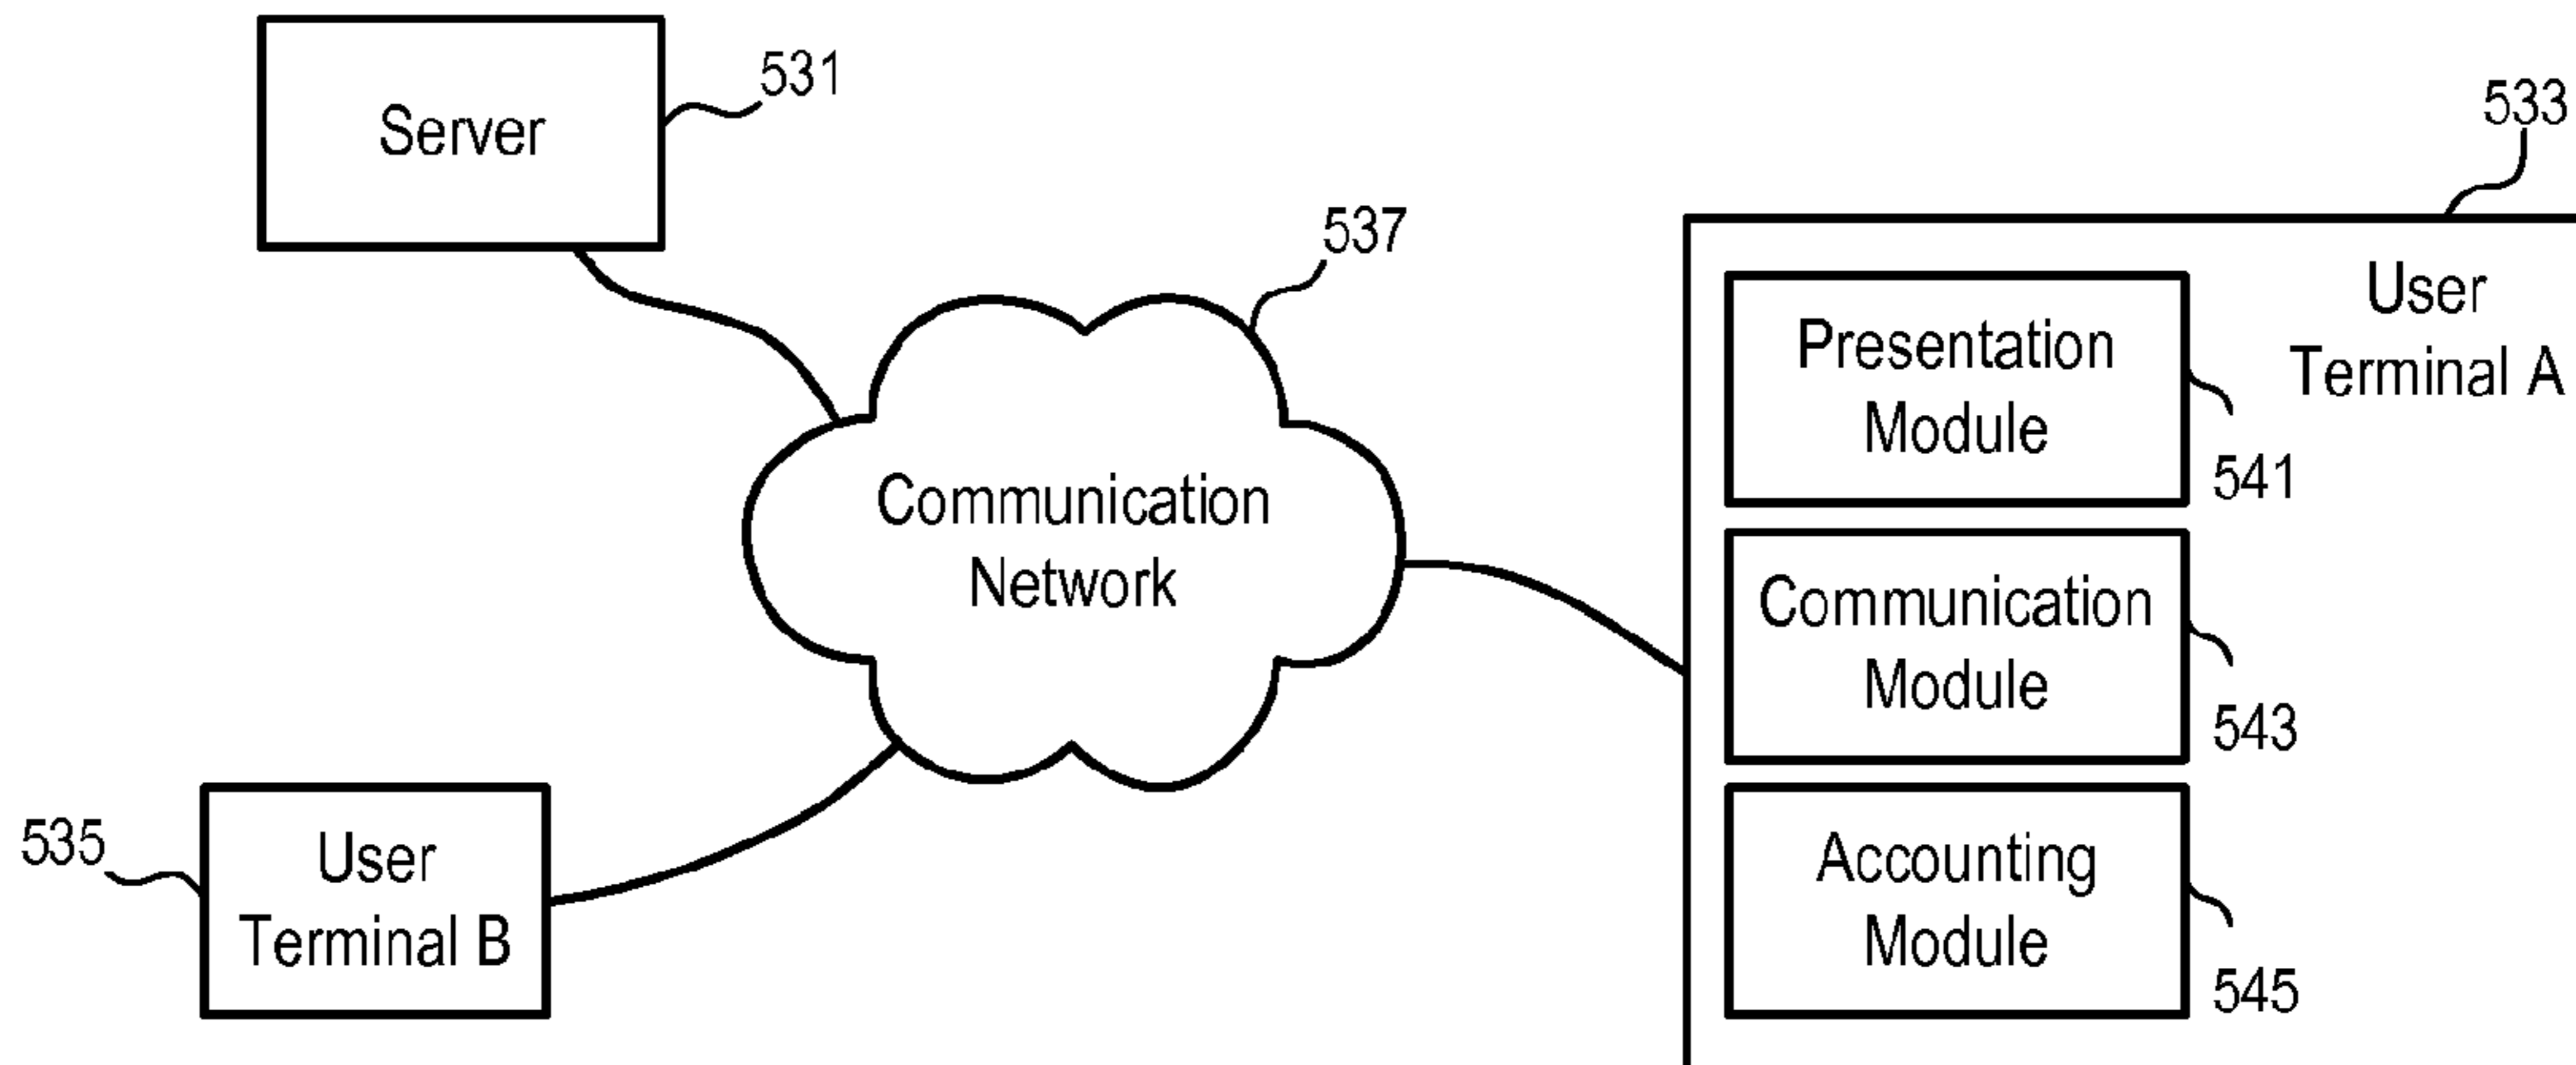 531
Server
533
537
User
Terminal A
Presentation
Module
541
Communication
Network
Communication
Module
543
535
User
Terminal B
Accounting
Module
545